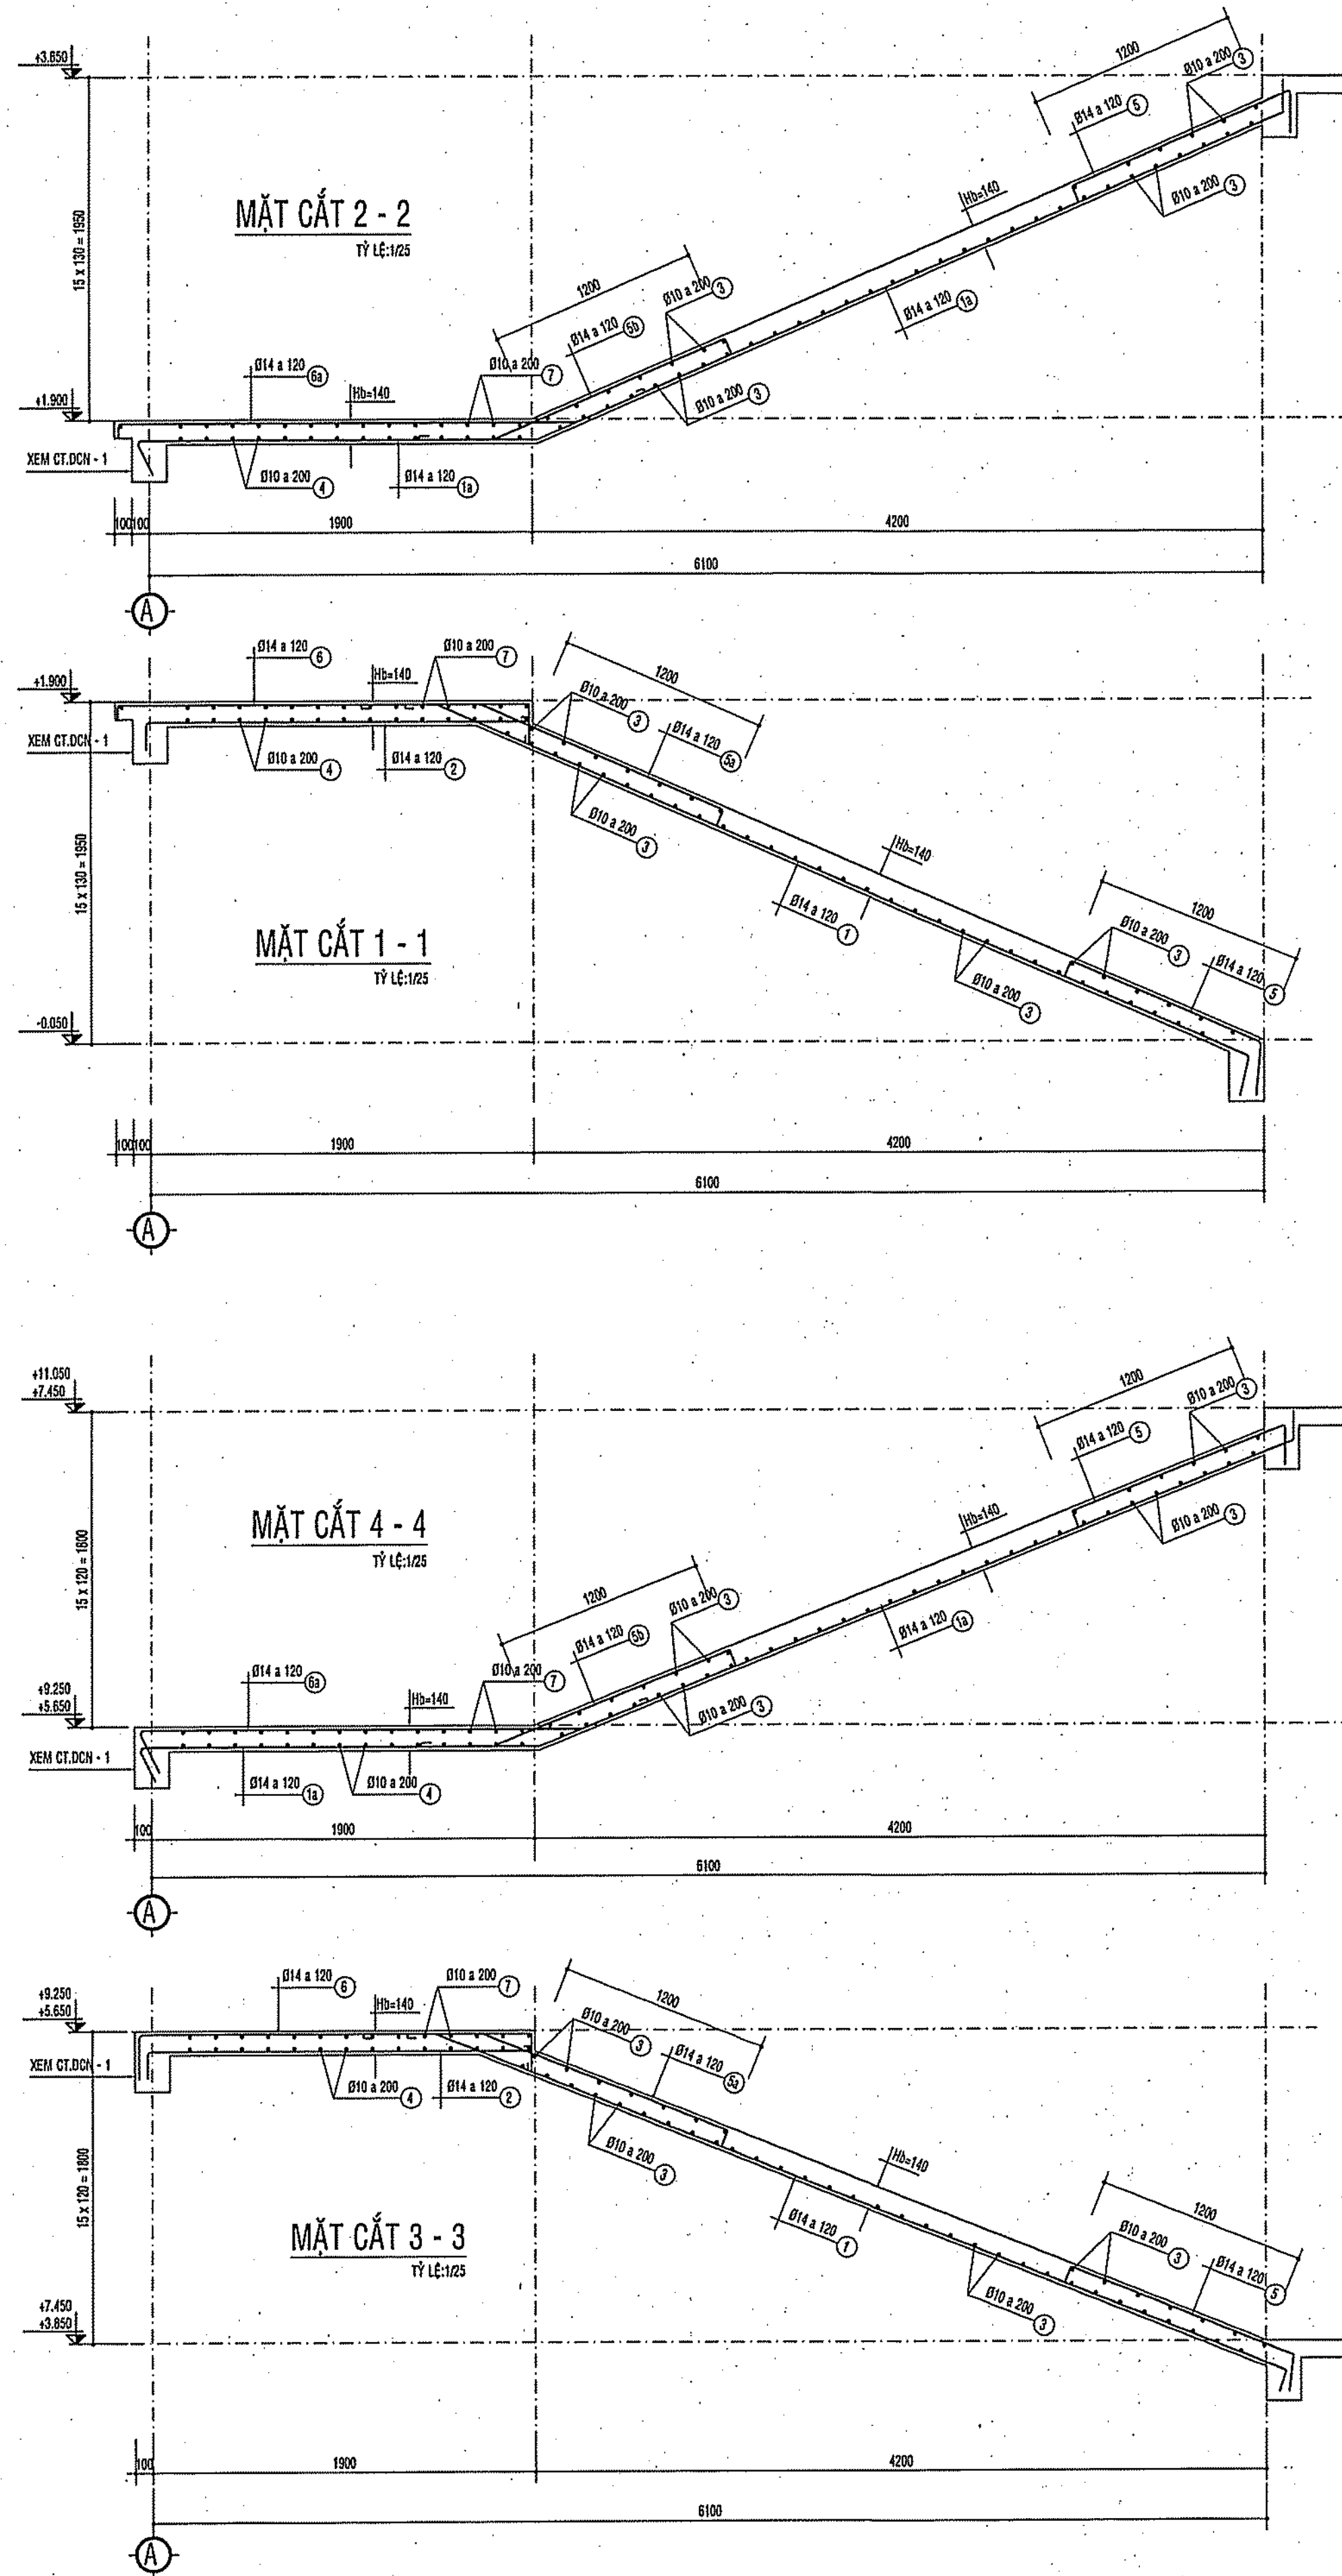 +3.850
1200
Ø10 a 200 3
Ø14 a 120 5
Hb=140
Ø10 a 200 3
MẶT CẮT 2 - 2
TỶ LỆ:1/25
15 x 130 = 1950
1200
Ø10 a 200 3
Ø14 a 120 5b
Ø14 a 120 1a
Ø14 a 120 6a
Hb=140
Ø10 a 200 7
Ø10 a 200 3
+1.900
XEM CT.DCN - 1
Ø10 a 200 4
Ø14 a 120 1a
100 100
1900
4200
6100
A
Ø14 a 120 6
Ø10 a 200 7
+1.900
Hb=140
1200
Ø10 a 200 3
Ø14 a 120 5a
XEM CT.DCN - 1
Ø10 a 200 4
Ø14 a 120 2
Ø10 a 200 3
15 x 130 = 1950
Hb=140
MẶT CẮT 1 - 1
TỶ LỆ:1/25
Ø14 a 120 1
1200
Ø10 a 200 3
Ø14 a 120 5
Ø10 a 200 3
-0.050
100 100
1900
4200
6100
A
+11.050
+7.450
1200
Ø10 a 200 3
Ø14 a 120 5
Hb=140
Ø10 a 200 3
MẶT CẮT 4 - 4
TỶ LỆ:1/25
15 x 120 = 1800
1200
Ø10 a 200 3
Ø14 a 120 5b
Ø14 a 120 1a
Ø14 a 120 6a
Hb=140
Ø10 a 200 7
Ø10 a 200 3
+9.250
+5.650
XEM CT.DCN - 1
Ø14 a 120 1a
Ø10 a 200 4
100
1900
4200
6100
A
Ø14 a 120 6
Ø10 a 200 7
+9.250
+5.650
Hb=140
1200
Ø10 a 200 3
Ø14 a 120 5a
XEM CT.DCN - 1
Ø10 a 200 4
Ø14 a 120 2
Ø10 a 200 3
15 x 120 = 1800
Hb=140
MẶT CẮT 3 - 3
TỶ LỆ:1/25
Ø14 a 120 1
1200
Ø10 a 200 3
Ø14 a 120 5
Ø10 a 200 3
+7.450
+3.850
100
1900
4200
6100
A